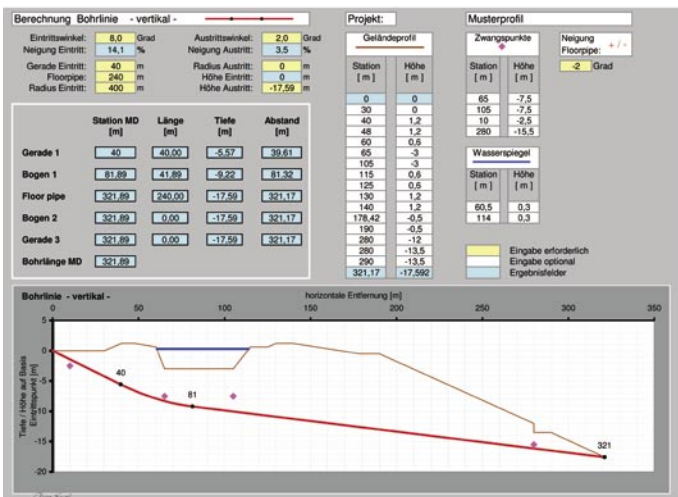 Berechnung Bohrlinie - vertikal -
Projekt:
Musterprofil
Eintrittswinkel: 8,0 Grad
Neigung Eintritt: 14,1 %
Gerade Eintritt: 40 m
Floorpipe: 240 m
Radius Eintritt: 400 m
Austrittswinkel: 2,0 Grad
Neigung Austritt: 3,5 %
Radius Austritt: 0 m
Höhe Eintritt: 0 m
Höhe Austritt: -17,59 m
Station MD [m] Länge [m] Tiefe [m] Abstand [m]
Gerade 1 40 40,00 -5,57 39,61
Bogen 1 81,89 41,89 -9,22 81,32
Floor pipe 321,89 240,00 -17,59 321,17
Bogen 2 321,89 0,00 -17,59 321,17
Gerade 3 321,89 0,00 -17,59 321,17
Bohrlänge MD 321,89
Geländeprofil
Station [ m ] Höhe [ m ]
0 0
30 0
40 1,2
48 1,2
60 0,6
65 -3
105 -3
115 0,6
125 0,6
130 1,2
140 1,2
178,42 -0,5
190 -0,5
280 -12
280 -13,5
290 -13,5
321,17 -17,592
Zwangspunkte
Station [ m ] Höhe [ m ]
65 -7,5
105 -7,5
10 -2,5
280 -15,5
Wasserspiegel
Station [ m ] Höhe [ m ]
60,5 0,3
114 0,3
Neigung Floorpipe: + / -
-2 Grad
Eingabe erforderlich
Eingabe optional
Ergebnisfelder
Bohrlinie - vertikal -
horizontale Entfernung [m]
0 50 100 150 200 250 300 350
Tiefe / Höhe auf Basis
Eintrittspunkt [m]
5
0
-5
-10
-15
-20
40
81
321